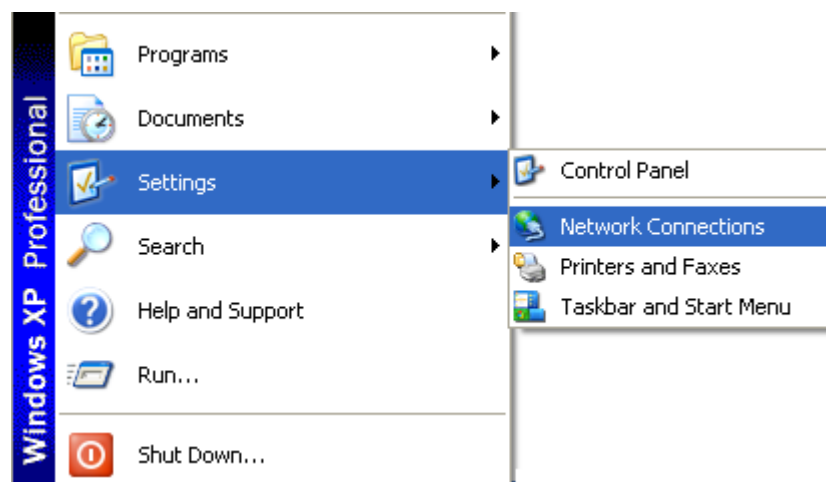 Windows XP Professional
Programs
Documents
Settings
Search
Help and Support
Run...
Shut Down...
Control Panel
Network Connections
Printers and Faxes
Taskbar and Start Menu